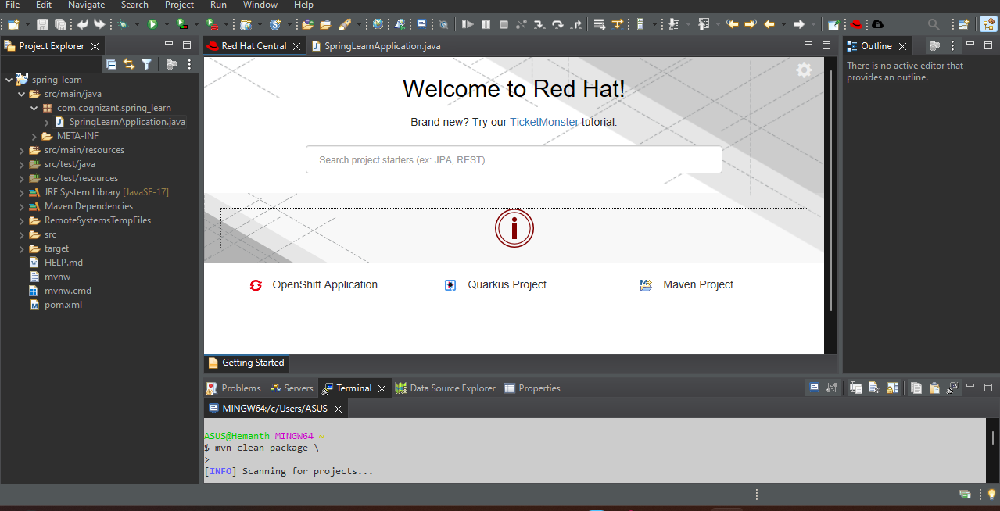 File Edit Navigate Search Project Run Window Help
Project Explorer
Red Hat Central
SpringLearnApplication.java
Outline
spring-learn
src/main/java
com.cognizant.spring_learn
SpringLearnApplication.java
META-INF
src/main/resources
src/test/java
src/test/resources
JRE System Library [JavaSE-17]
Maven Dependencies
RemoteSystemsTempFiles
src
target
HELP.md
mvnw
mvnw.cmd
pom.xml
Welcome to Red Hat!
Brand new? Try our TicketMonster tutorial.
Search project starters (ex: JPA, REST)
OpenShift Application
Quarkus Project
Maven Project
Getting Started
There is no active editor that
provides an outline.
Problems Servers Terminal Data Source Explorer Properties
MINGW64:/c/Users/ASUS
ASUS@Hemanth MINGW64 ~
$ mvn clean package \
>
[INFO] Scanning for projects...